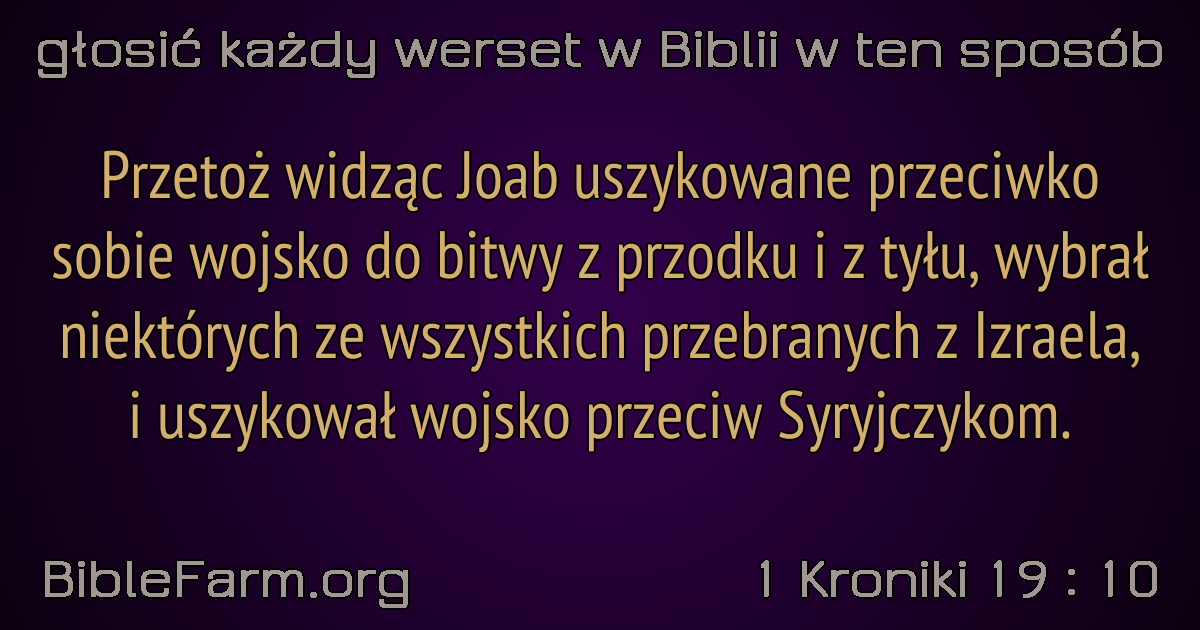 głosić każdy werset w Biblii w ten sposób
Przetoż widząc Joab uszykowane przeciwko
sobie wojsko do bitwy z przodku i z tyłu, wybrał
niektórych ze wszystkich przebranych z Izraela,
i uszykował wojsko przeciw Syryjczykom.
BibleFarm.org
1 Kroniki 19 : 10